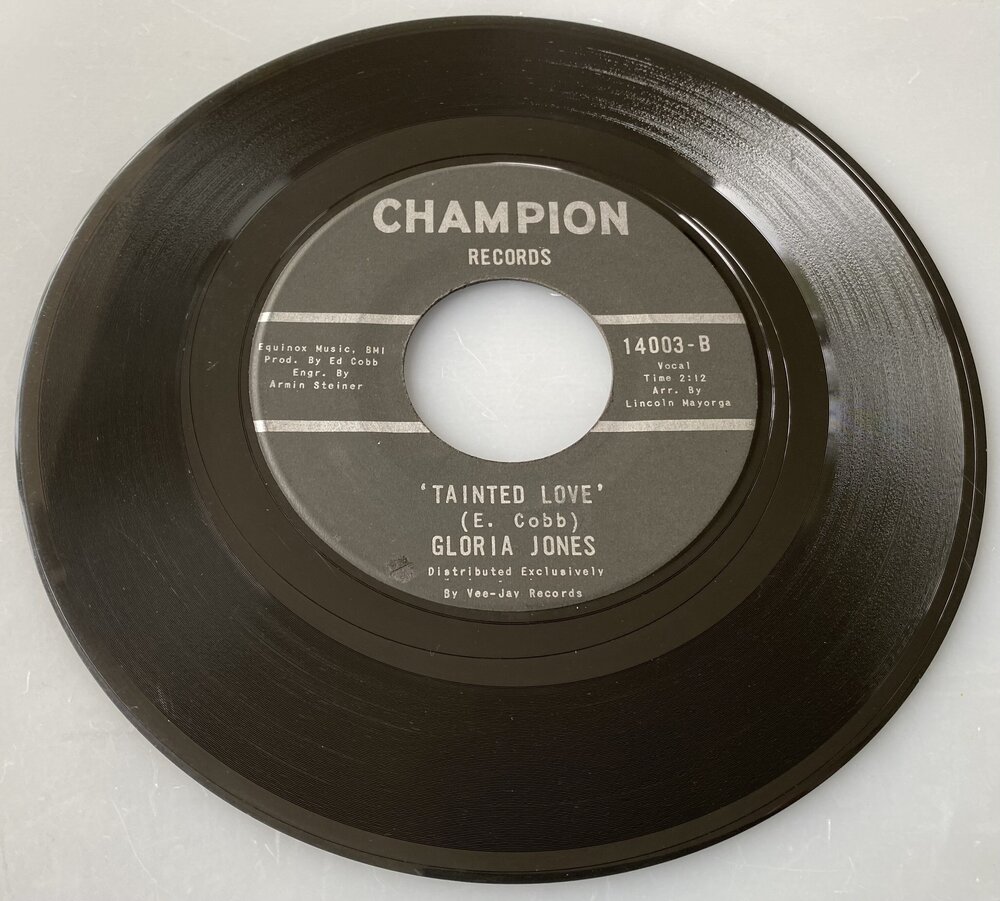 CHAMPION
RECORDS
Equinox Music, BMI
Prod. By Ed Cobb
Engr. By
Armin Steiner
14003-B
Vocal
Time 2:12
Arr. By
Lincoln Mayorga
'TAINTED LOVE'
(E. Cobb)
GLORIA JONES
Distributed Exclusively
By Vee-Jay Records